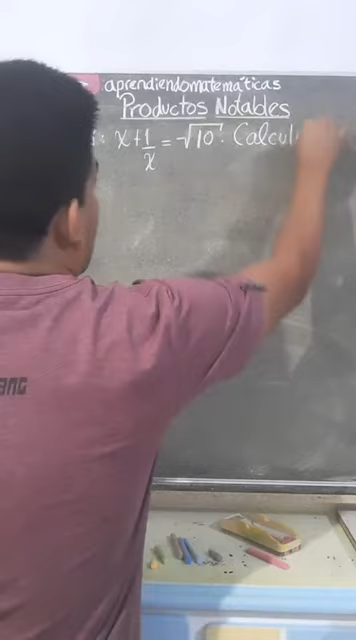 aprendiendomatemáticas
Productos Notables
x + 1/x = √10. Calcul